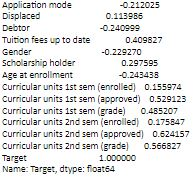 Application mode -0.212025
Displaced 0.113986
Debtor -0.240999
Tuition fees up to date 0.409827
Gender -0.229270
Scholarship holder 0.297595
Age at enrollment -0.243438
Curricular units 1st sem (enrolled) 0.155974
Curricular units 1st sem (approved) 0.529123
Curricular units 1st sem (grade) 0.485207
Curricular units 2nd sem (enrolled) 0.175847
Curricular units 2nd sem (approved) 0.624157
Curricular units 2nd sem (grade) 0.566827
Target 1.000000
Name: Target, dtype: float64